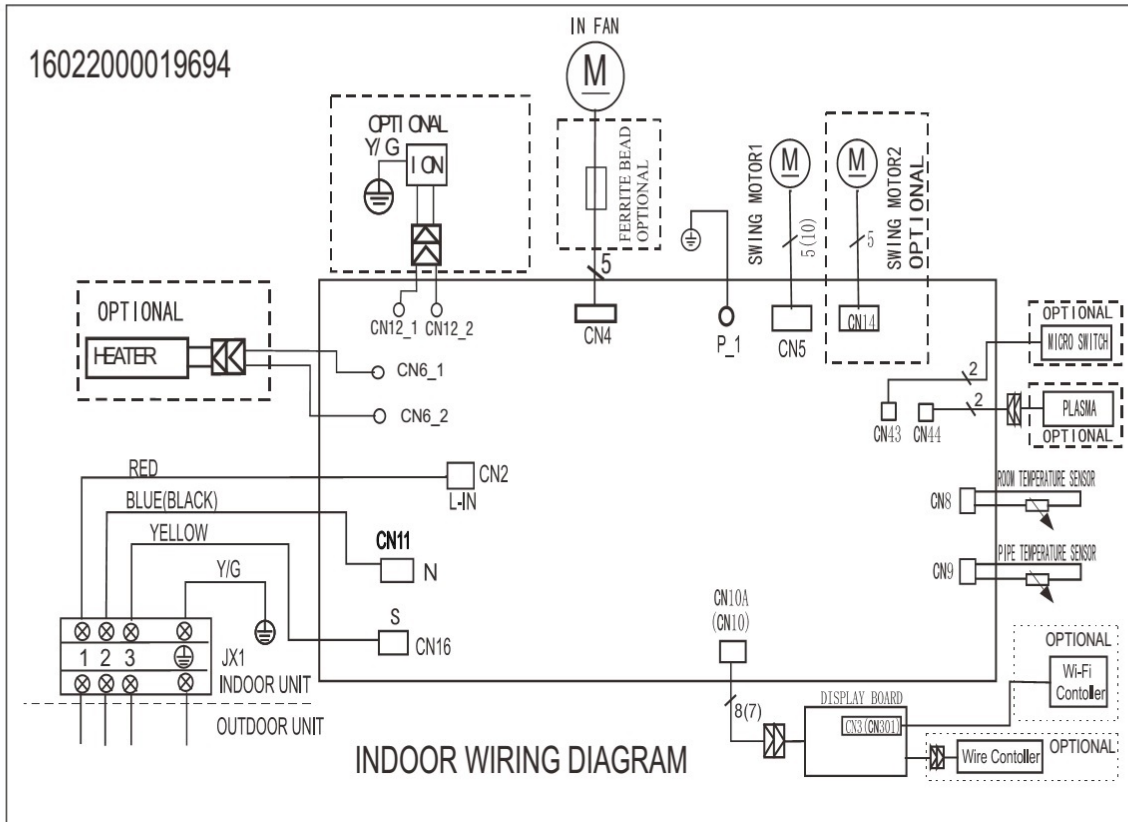 IN FAN
16022000019694
M
OPTIONAL
Y/G
ION
FERRITE BEAD
OPTIONAL
5
SWING MOTOR1
M
5(10)
M
5
SWING MOTOR2
OPTIONAL
CN12_1
CN12_2
CN4
P_1
CN5
CN14
OPTIONAL
HEATER
CN6_1
CN6_2
OPTIONAL
MICRO SWITCH
2
2
PLASMA
OPTIONAL
CN43
CN44
RED
CN2
L-IN
BLUE(BLACK)
YELLOW
CN11
N
Y/G
S
CN16
CN8
ROOM TEMPERATURE SENSOR
CN9
PIPE TEMPERATURE SENSOR
1 2 3
JX1
INDOOR UNIT
OUTDOOR UNIT
CN10A
(CN10)
8(7)
DISPLAY BOARD
CN3(CN301)
OPTIONAL
Wi-Fi
Contoller
Wire Contoller
OPTIONAL
INDOOR WIRING DIAGRAM